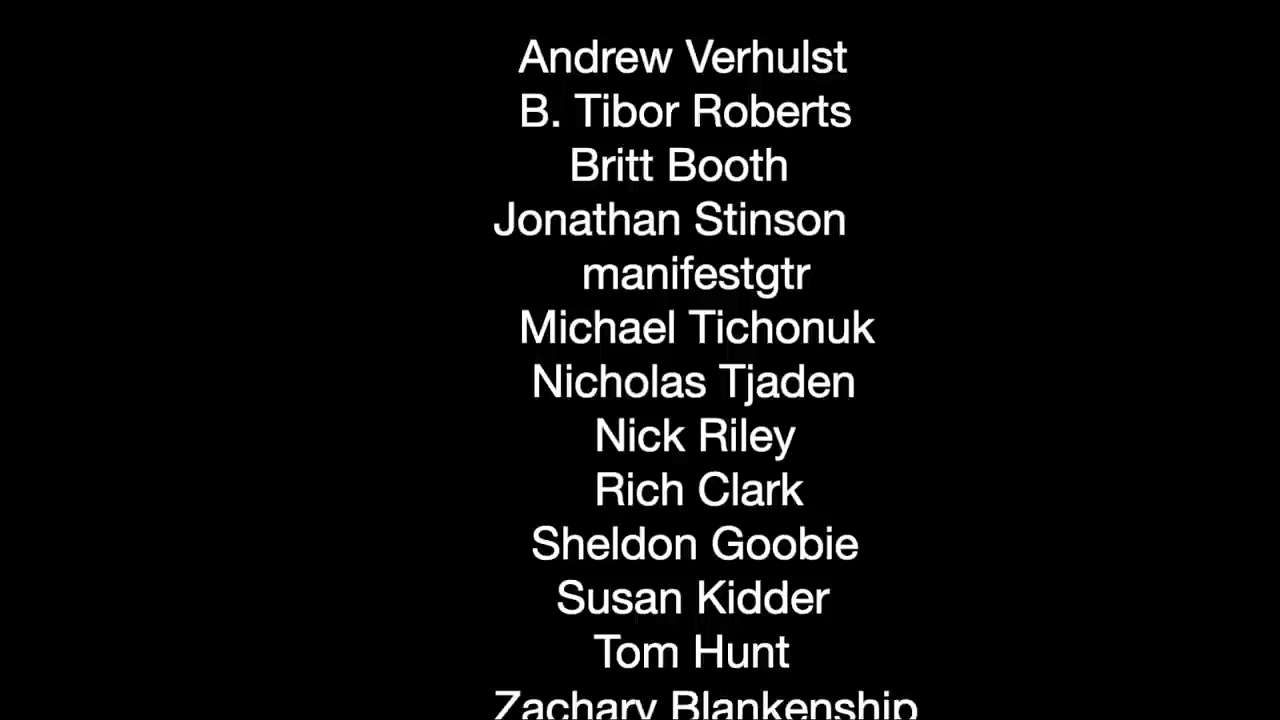 Andrew Verhulst
B. Tibor Roberts
Britt Booth
Jonathan Stinson
manifestgtr
Michael Tichonuk
Nicholas Tjaden
Nick Riley
Rich Clark
Sheldon Goobie
Susan Kidder
Tom Hunt
Zachary Blankenship